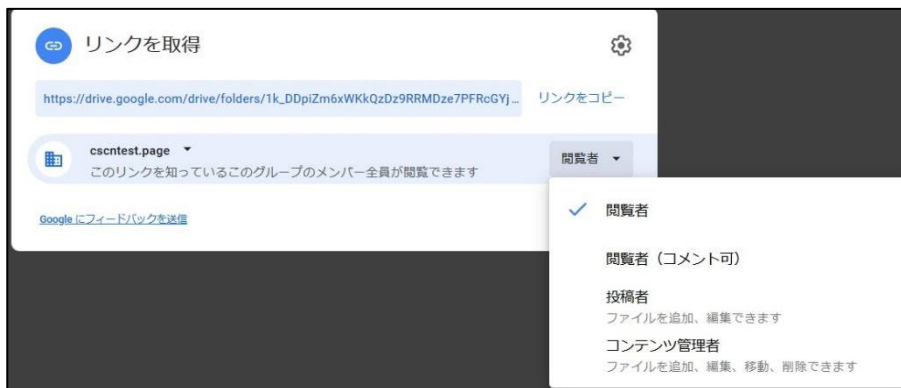 リンクを取得
https://drive.google.com/drive/folders/1k_DDpiZm6xWKkQzDz9RRMDze7PFRcGYj...
リンクをコピー
cscntest.page
このリンクを知っているこのグループのメンバー全員が閲覧できます
閲覧者
Google にフィードバックを送信
閲覧者
閲覧者（コメント可）
投稿者
ファイルを追加、編集できます
コンテンツ管理者
ファイルを追加、編集、移動、削除できます